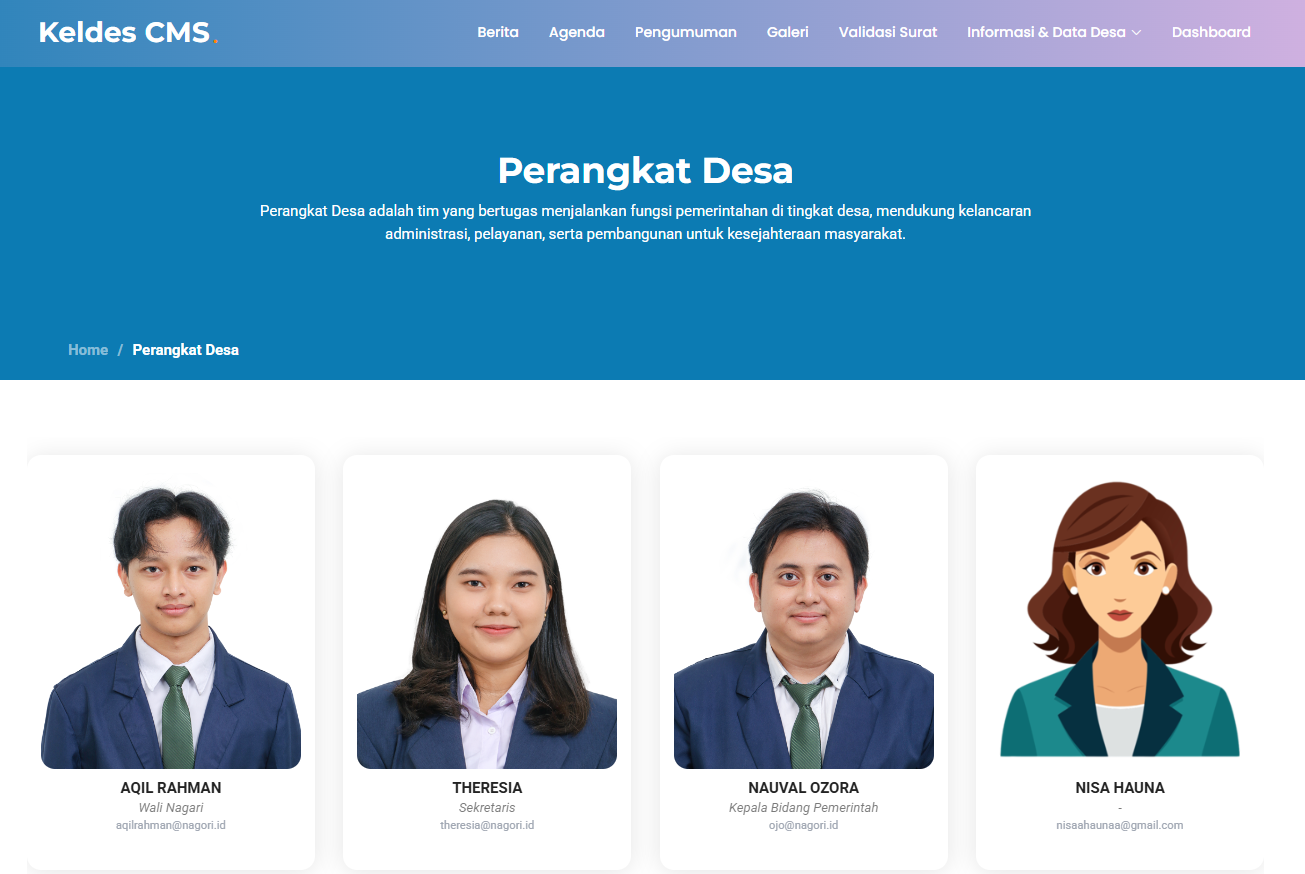 Keldes CMS.
Berita Agenda Pengumuman Galeri Validasi Surat Informasi & Data Desa Dashboard
Perangkat Desa
Perangkat Desa adalah tim yang bertugas menjalankan fungsi pemerintahan di tingkat desa, mendukung kelancaran
administrasi, pelayanan, serta pembangunan untuk kesejahteraan masyarakat.
Home / Perangkat Desa
AQIL RAHMAN
Wali Nagari
aqilrahman@nagori.id
THERESIA
Sekretaris
theresia@nagori.id
NAUVAL OZORA
Kepala Bidang Pemerintah
ojo@nagori.id
NISA HAUNA
-
nisaahaunaa@gmail.com